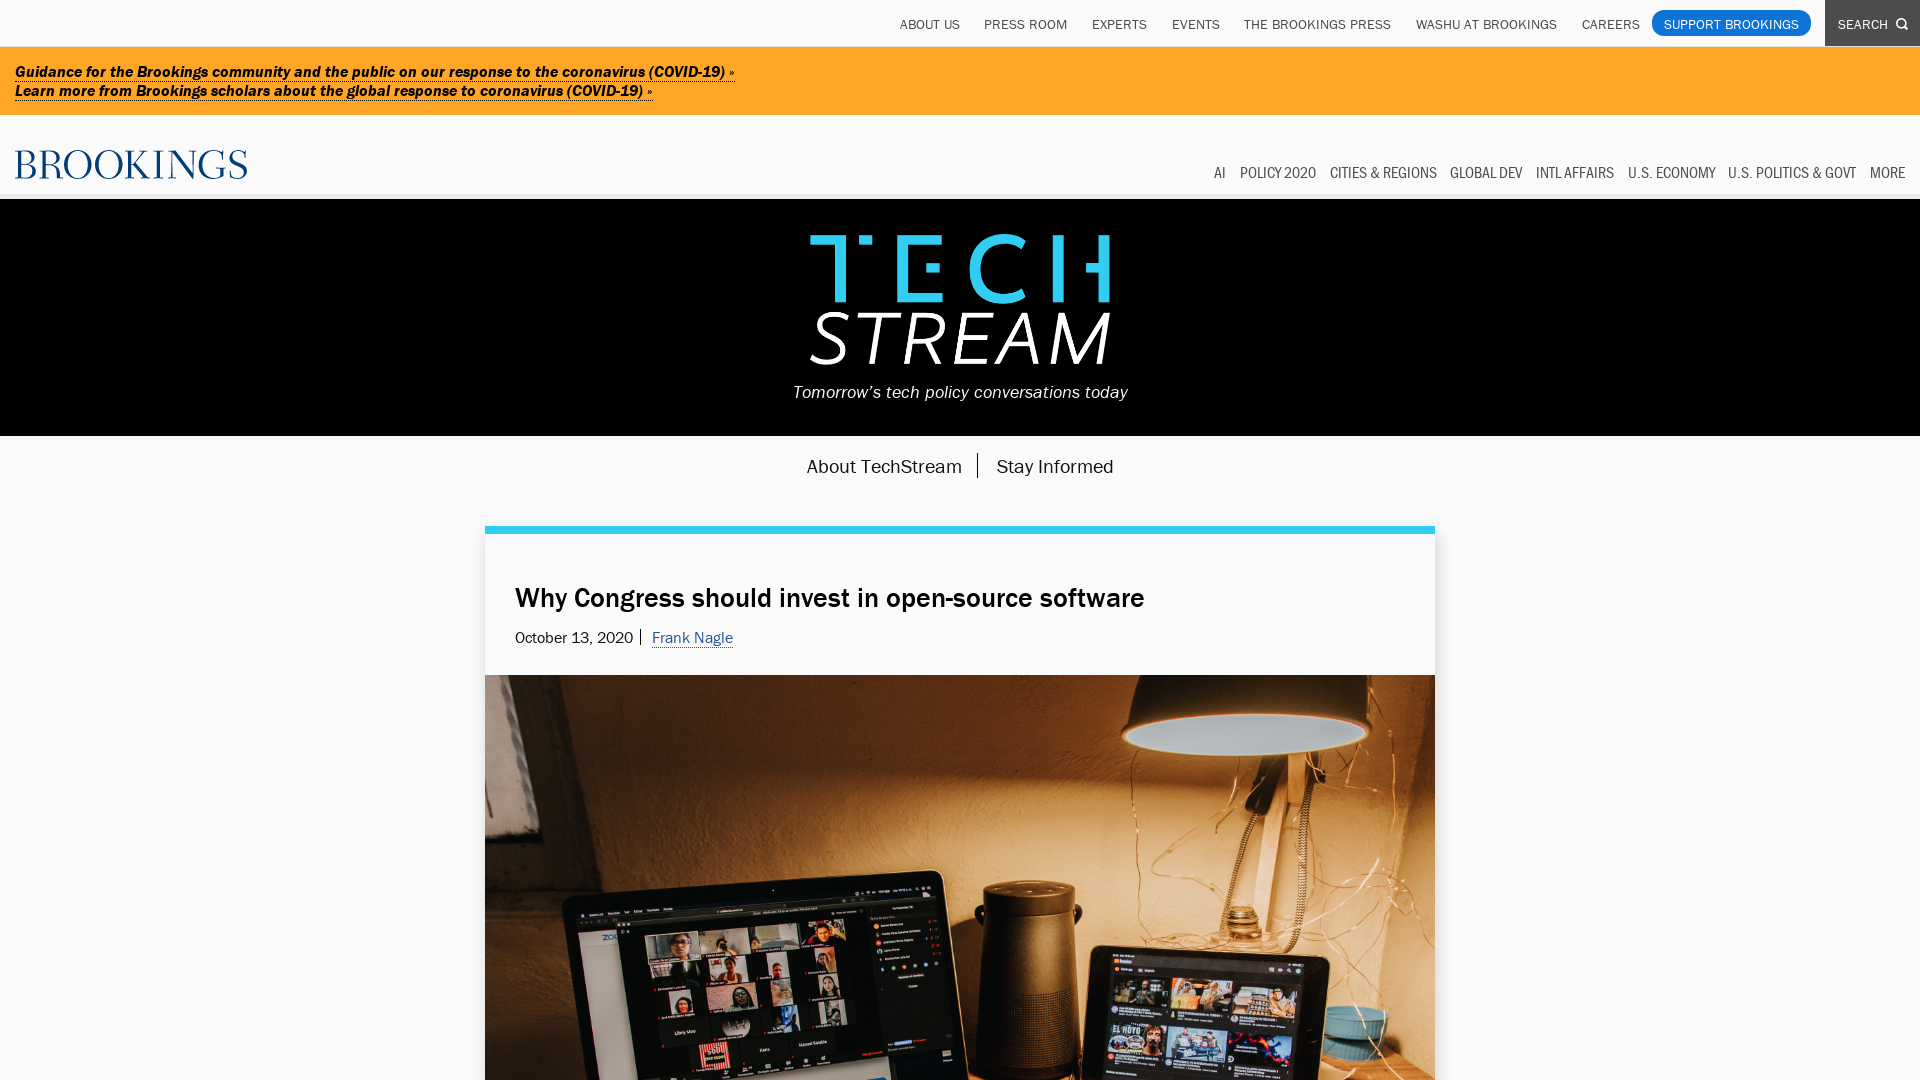 ABOUT US PRESS ROOM EXPERTS EVENTS THE BROOKINGS PRESS WASHU AT BROOKINGS CAREERS SUPPORT BROOKINGS SEARCH
Guidance for the Brookings community and the public on our response to the coronavirus (COVID-19) »
Learn more from Brookings scholars about the global response to coronavirus (COVID-19) »
BROOKINGS
AI POLICY 2020 CITIES & REGIONS GLOBAL DEV INTL AFFAIRS U.S. ECONOMY U.S. POLITICS & GOVT MORE
TECH
STREAM
Tomorrow’s tech policy conversations today
About TechStream Stay Informed
Why Congress should invest in open-source software
October 13, 2020 Frank Nagle
EL HOYO